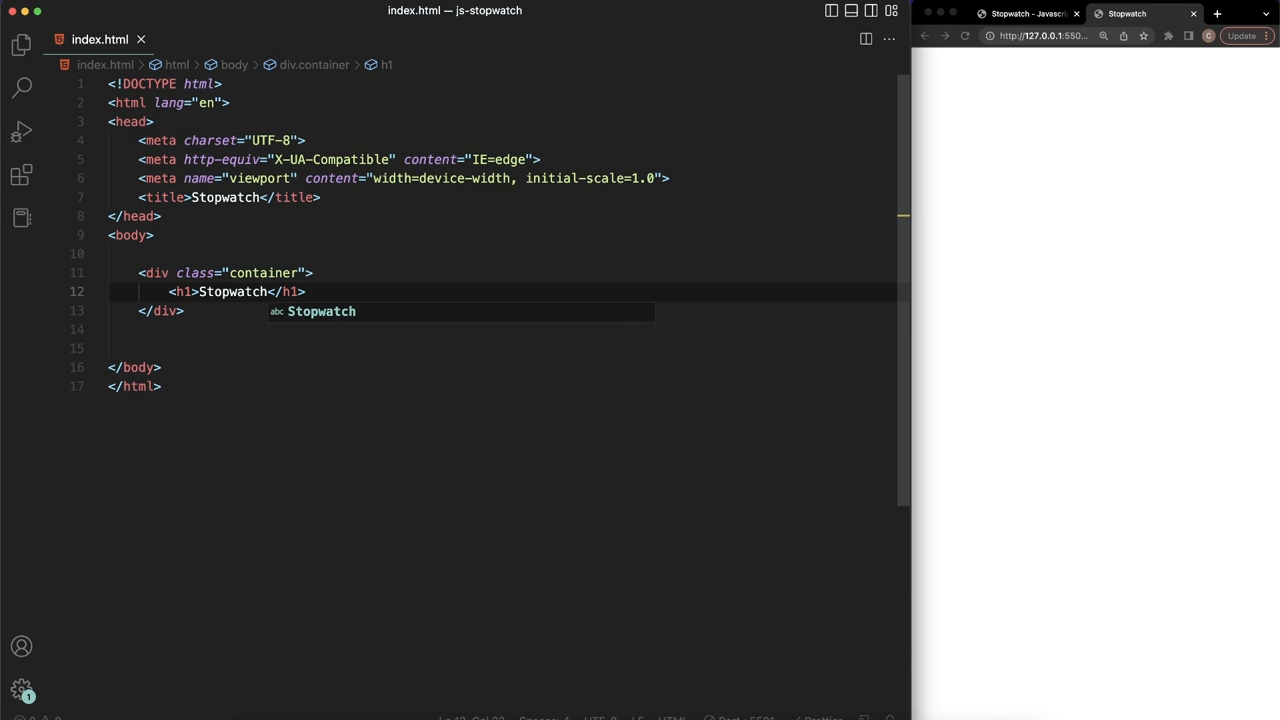 index.html — js-stopwatch
index.html
index.html > html > body > div.container > h1
1 <!DOCTYPE html>
2 <html lang="en">
3 <head>
4 <meta charset="UTF-8">
5 <meta http-equiv="X-UA-Compatible" content="IE=edge">
6 <meta name="viewport" content="width=device-width, initial-scale=1.0">
7 <title>Stopwatch</title>
8 </head>
9 <body>
10
11 <div class="container">
12 <h1>Stopwatch</h1>
abc Stopwatch
13 </div>
14
15
16 </body>
17 </html>
1
Stopwatch - Javascri
Stopwatch
http://127.0.0.1:550...
C
Update